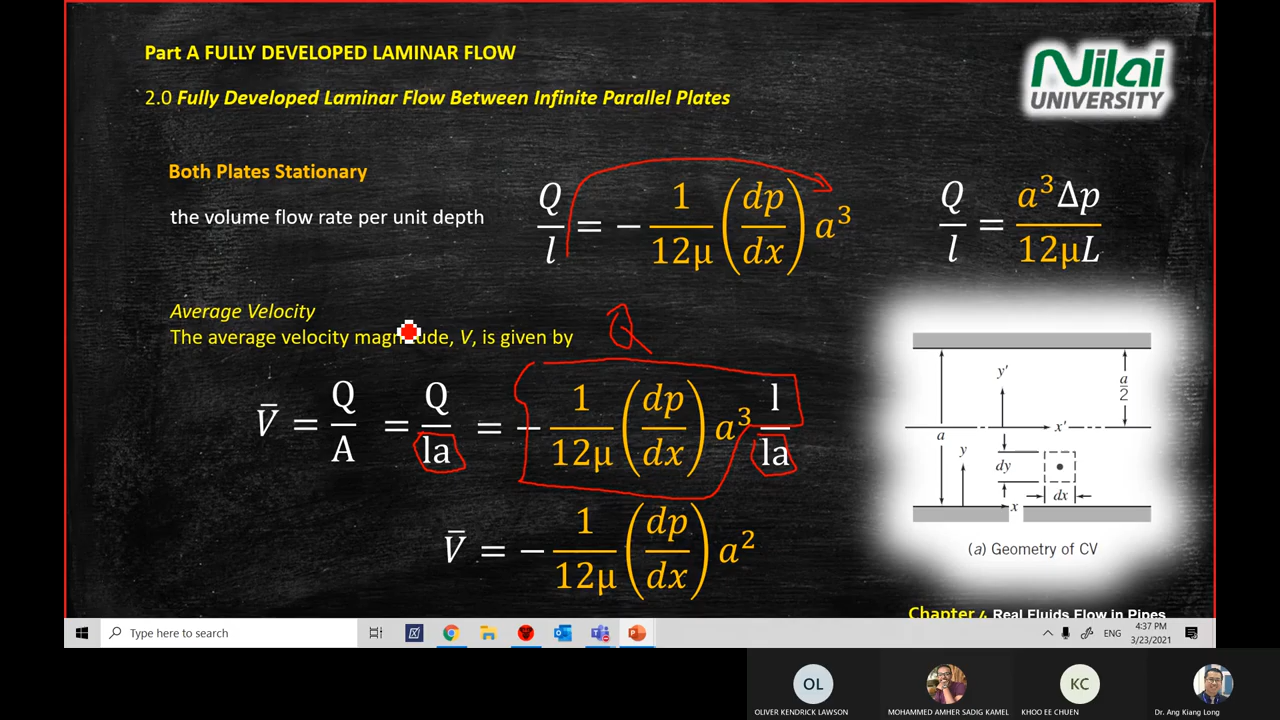 Part A FULLY DEVELOPED LAMINAR FLOW
Nilai
UNIVERSITY
2.0 Fully Developed Laminar Flow Between Infinite Parallel Plates
Both Plates Stationary
the volume flow rate per unit depth
Q/l = − 1/12μ (dp/dx) a³
Q/l = a³Δp/12μL
Average Velocity
The average velocity mag ude, V, is given by
Q
V̄ = Q/A = Q/la = − 1/12μ (dp/dx) a³ l/la
V̄ = − 1/12μ (dp/dx) a²
y′
a/2
a
x′
y
dy
dx
x
(a) Geometry of CV
Chapter 4 Real Fluids Flow in Pipes
Type here to search
ENG
4:37 PM
3/23/2021
OL
KC
OLIVER KENDRICK LAWSON
MOHAMMED AMHER SADIG KAMEL
KHOO EE CHUEN
Dr. Ang Kiang Long